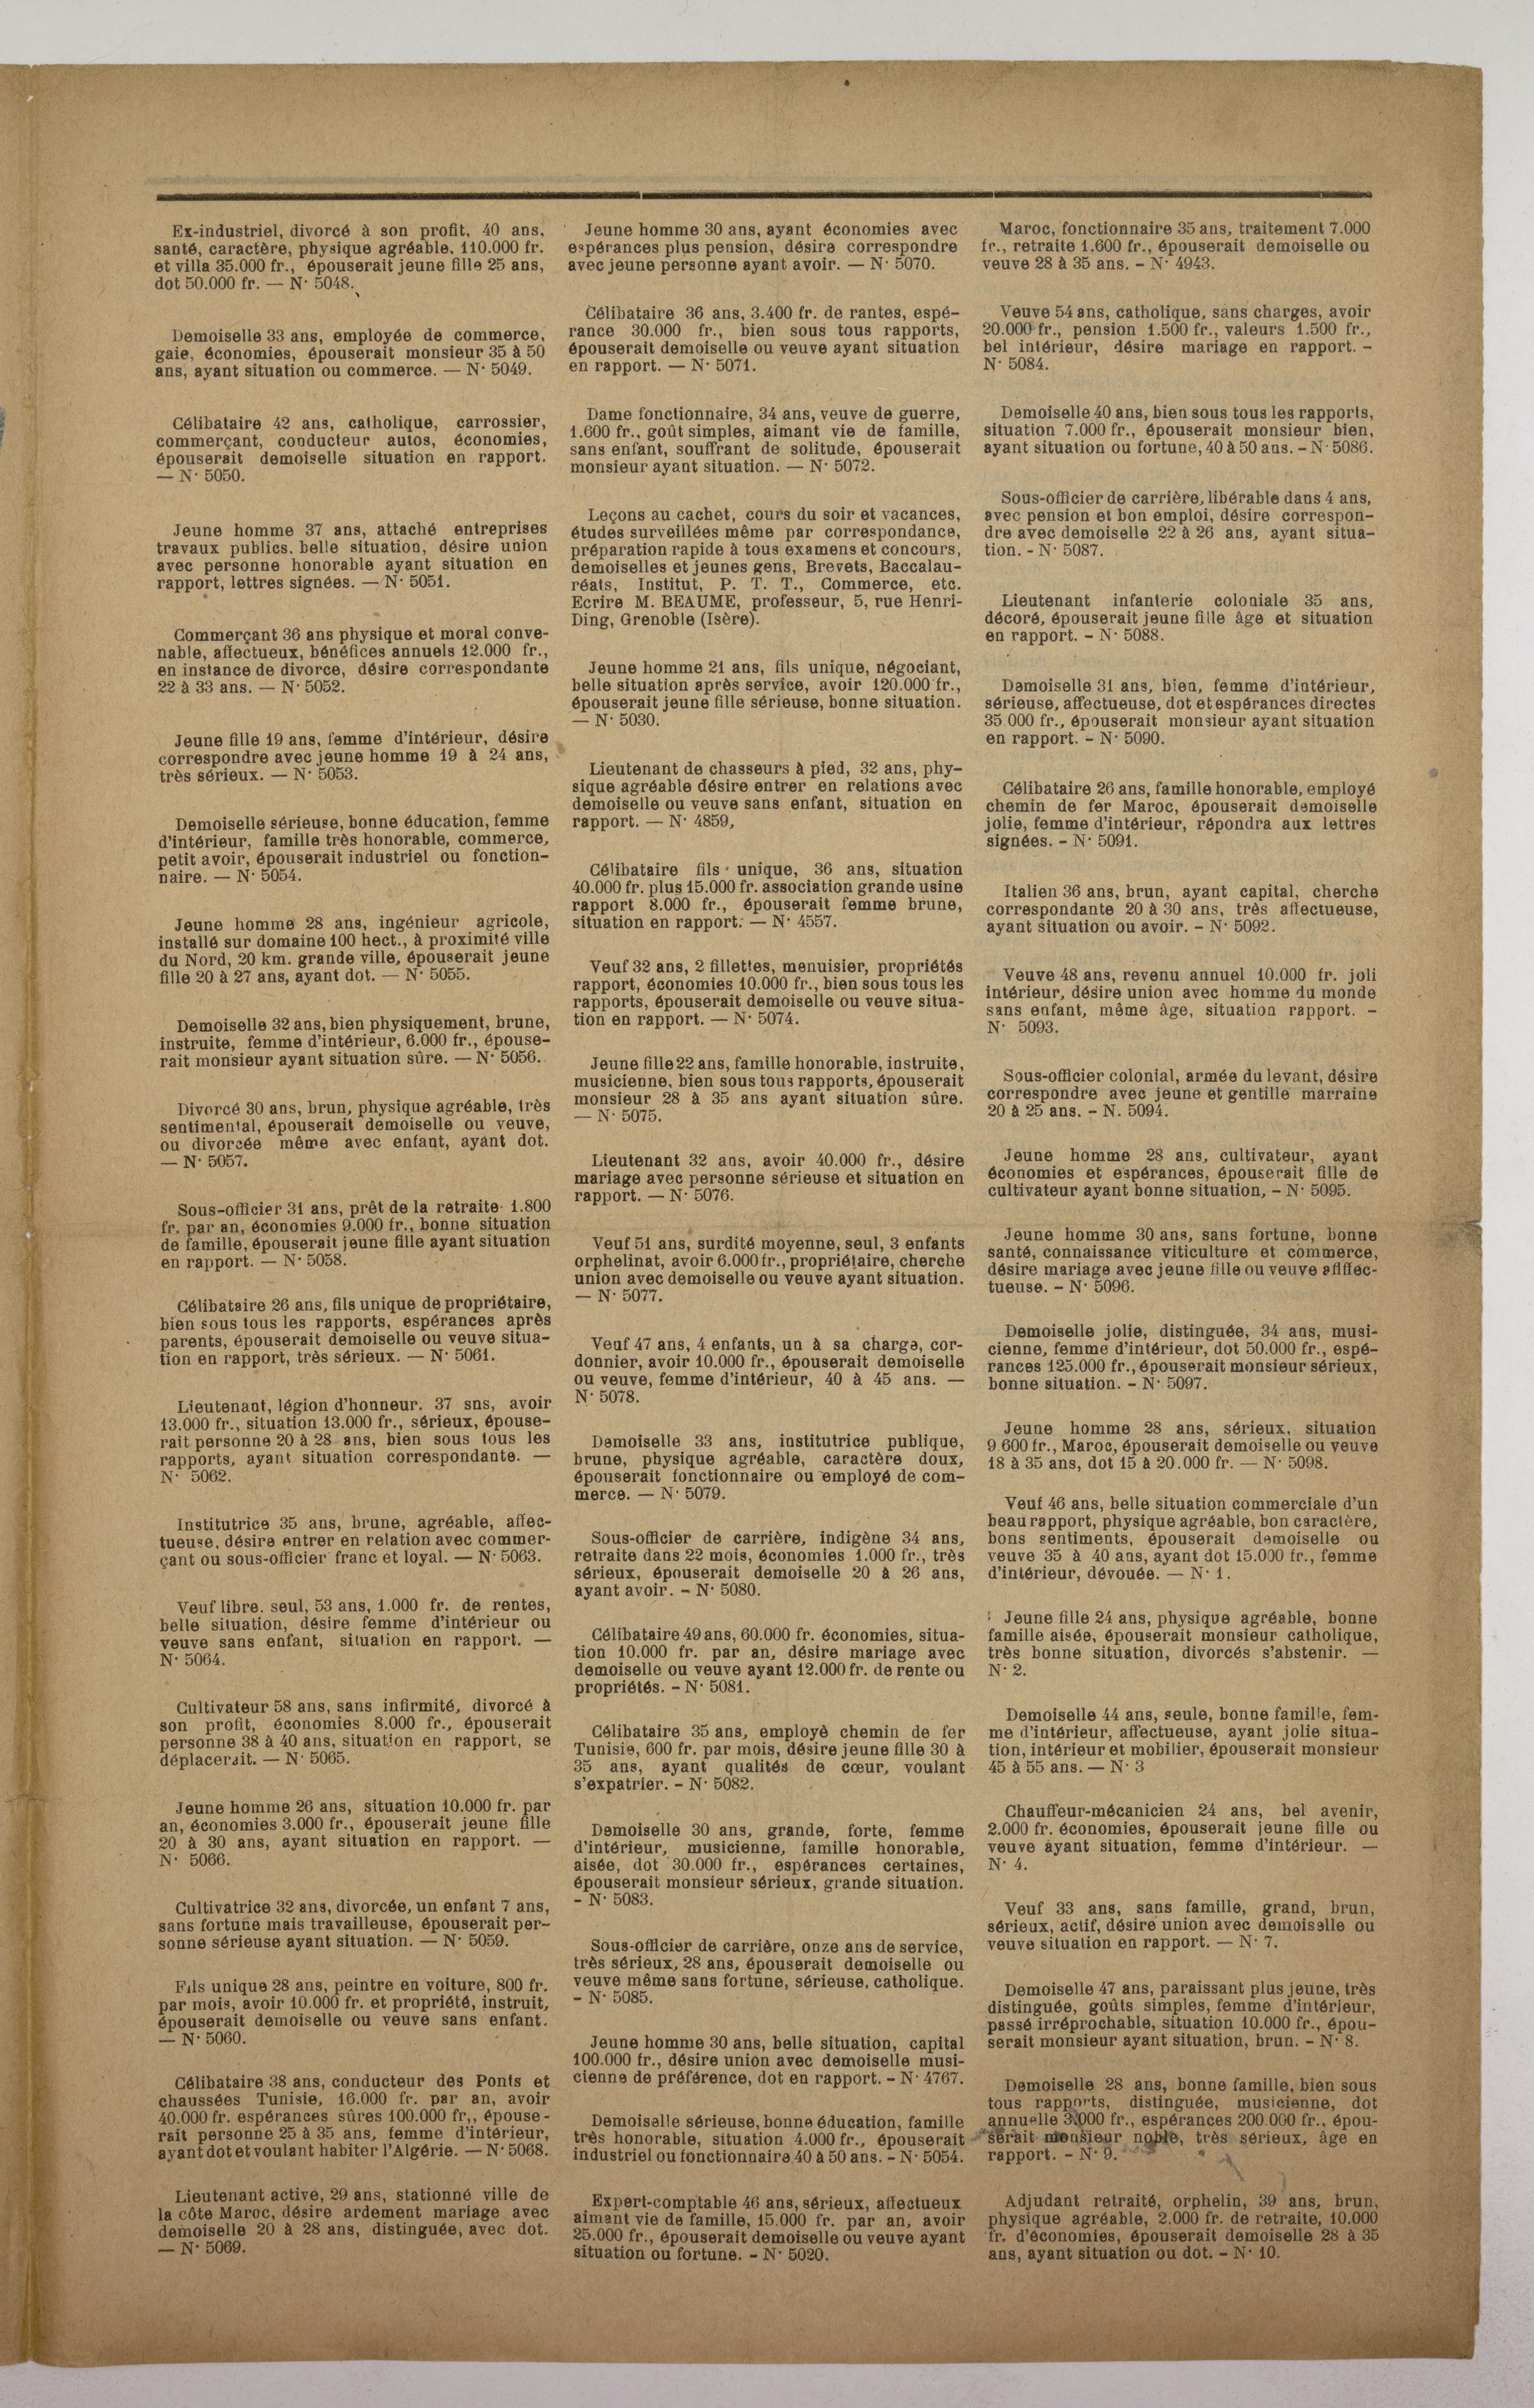 Ex-industriel, divorcé à son profit, 40 ans,
santé, caractère, physique agréable, 110.000 fr.
et villa 35.000 fr., épouserait jeune fille 25 ans,
dot 50.000 fr. — N· 5048.
Demoiselle 33 ans, employée de commerce,
gaie, économies, épouserait monsieur 35 à 50
ans, ayant situation ou commerce. — N· 5049.
Célibataire 42 ans, catholique, carrossier,
commerçant, conducteur autos, économies,
épouserait demoiselle situation en rapport.
— N· 5050.
Jeune homme 37 ans, attaché entreprises
travaux publics, belle situation, désire union
avec personne honorable ayant situation en
rapport, lettres signées. — N· 5051.
Commerçant 36 ans physique et moral conve-
nable, affectueux, bénéfices annuels 12.000 fr.,
en instance de divorce, désire correspondante
22 à 33 ans. — N· 5052.
Jeune fille 19 ans, femme d'intérieur, désire
correspondre avec jeune homme 19 à 24 ans,
très sérieux. — N· 5053.
Demoiselle sérieuse, bonne éducation, femme
d'intérieur, famille très honorable, commerce,
petit avoir, épouserait industriel ou fonction-
naire. — N· 5054.
Jeune homme 28 ans, ingénieur agricole,
installé sur domaine 100 hect., à proximité ville
du Nord, 20 km. grande ville, épouserait jeune
fille 20 à 27 ans, ayant dot. — N· 5055.
Demoiselle 32 ans, bien physiquement, brune,
instruite, femme d'intérieur, 6.000 fr., épouse-
rait monsieur ayant situation sûre. — N· 5056.
Divorcé 30 ans, brun, physique agréable, très
sentimental, épouserait demoiselle ou veuve,
ou divorcée même avec enfant, ayant dot.
— N· 5057.
Sous-officier 31 ans, prêt de la retraite 1.800
fr. par an, économies 9.000 fr., bonne situation
de famille, épouserait jeune fille ayant situation
en rapport. — N· 5058.
Célibataire 26 ans, fils unique de propriétaire,
bien sous tous les rapports, espérances après
parents, épouserait demoiselle ou veuve situa-
tion en rapport, très sérieux. — N· 5061.
Lieutenant, légion d'honneur. 37 sns, avoir
13.000 fr., situation 13.000 fr., sérieux, épouse-
rait personne 20 à 28 ans, bien sous tous les
rapports, ayant situation correspondante. —
N· 5062.
Institutrice 35 ans, brune, agréable, affec-
tueuse, désire entrer en relation avec commer-
çant ou sous-officier franc et loyal. — N· 5063.
Veuf libre. seul, 53 ans, 1.000 fr. de rentes,
belle situation, désire femme d'intérieur ou
veuve sans enfant, situation en rapport. —
N· 5064.
Cultivateur 58 ans, sans infirmité, divorcé à
son profit, économies 8.000 fr., épouserait
personne 38 à 40 ans, situation en rapport, se
déplacerait. — N· 5065.
Jeune homme 26 ans, situation 10.000 fr. par
an, économies 3.000 fr., épouserait jeune fille
20 à 30 ans, ayant situation en rapport. —
N· 5066.
Cultivatrice 32 ans, divorcée, un enfant 7 ans,
sans fortune mais travailleuse, épouserait per-
sonne sérieuse ayant situation. — N· 5059.
Fils unique 28 ans, peintre en voiture, 800 fr.
par mois, avoir 10.000 fr. et propriété, instruit,
épouserait demoiselle ou veuve sans enfant.
— N· 5060.
Célibataire 38 ans, conducteur des Ponts et
chaussées Tunisie, 16.000 fr. par an, avoir
40.000 fr. espérances sûres 100.000 fr,, épouse-
rait personne 25 à 35 ans, femme d'intérieur,
ayant dot et voulant habiter l'Algérie. — N· 5068.
Lieutenant active, 29 ans, stationné ville de
la côte Maroc, désire ardement mariage avec
demoiselle 20 à 28 ans, distinguée, avec dot.
— N· 5069.
Jeune homme 30 ans, ayant économies avec
espérances plus pension, désire correspondre
avec jeune personne ayant avoir. — N· 5070.
Célibataire 36 ans, 3.400 fr. de rantes, espé-
rance 30.000 fr., bien sous tous rapports,
épouserait demoiselle ou veuve ayant situation
en rapport. — N· 5071.
Dame fonctionnaire, 34 ans, veuve de guerre,
1.600 fr., goût simples, aimant vie de famille,
sans enfant, souffrant de solitude, épouserait
monsieur ayant situation. — N· 5072.
Leçons au cachet, cours du soir et vacances,
études surveillées même par correspondance,
préparation rapide à tous examens et concours,
demoiselles et jeunes gens, Brevets, Baccalau-
réats, Institut, P. T. T., Commerce, etc.
Ecrire M. BEAUME, professeur, 5, rue Henri-
Ding, Grenoble (Isère).
Jeune homme 21 ans, fils unique, négociant,
belle situation après service, avoir 120.000 fr.,
épouserait jeune fille sérieuse, bonne situation.
— N· 5030.
Lieutenant de chasseurs à pied, 32 ans, phy-
sique agréable désire entrer en relations avec
demoiselle ou veuve sans enfant, situation en
rapport. — N· 4859,
Célibataire fils unique, 36 ans, situation
40.000 fr. plus 15.000 fr. association grande usine
rapport 8.000 fr., épouserait femme brune,
situation en rapport. — N· 4557.
Veuf 32 ans, 2 fillettes, menuisier, propriétés
rapport, économies 10.000 fr., bien sous tous les
rapports, épouserait demoiselle ou veuve situa-
tion en rapport. — N· 5074.
Jeune fille 22 ans, famille honorable, instruite,
musicienne, bien sous tous rapports, épouserait
monsieur 28 à 35 ans ayant situation sûre.
— N· 5075.
Lieutenant 32 ans, avoir 40.000 fr., désire
mariage avec personne sérieuse et situation en
rapport. — N· 5076.
Veuf 51 ans, surdité moyenne, seul, 3 enfants
orphelinat, avoir 6.000 fr., propriétaire, cherche
union avec demoiselle ou veuve ayant situation.
— N· 5077.
Veuf 47 ans, 4 enfants, un à sa charge, cor-
donnier, avoir 10.000 fr., épouserait demoiselle
ou veuve, femme d'intérieur, 40 à 45 ans. —
N· 5078.
Demoiselle 33 ans, institutrice publique,
brune, physique agréable, caractère doux,
épouserait fonctionnaire ou employé de com-
merce. — N· 5079.
Sous-officier de carrière, indigène 34 ans,
retraite dans 22 mois, économies 1.000 fr., très
sérieux, épouserait demoiselle 20 à 26 ans,
ayant avoir. - N· 5080.
Célibataire 49 ans, 60.000 fr. économies, situa-
tion 10.000 fr. par an, désire mariage avec
demoiselle ou veuve ayant 12.000 fr. de rente ou
propriétés. - N· 5081.
Célibataire 35 ans, employè chemin de fer
Tunisie, 600 fr. par mois, désire jeune fille 30 à
35 ans, ayant qualités de cœur, voulant
s'expatrier. - N· 5082.
Demoiselle 30 ans, grande, forte, femme
d'intérieur, musicienne, famille honorable,
aisée, dot 30.000 fr., espérances certaines,
épouserait monsieur sérieux, grande situation.
- N· 5083.
Sous-officier de carrière, onze ans de service,
très sérieux, 28 ans, épouserait demoiselle ou
veuve même sans fortune, sérieuse, catholique.
- N· 5085.
Jeune homme 30 ans, belle situation, capital
100.000 fr., désire union avec demoiselle musi-
cienne de préférence, dot en rapport. - N· 4767.
Demoiselle sérieuse, bonne éducation, famille
très honorable, situation 4.000 fr., épouserait
industriel ou fonctionnaire 40 à 50 ans. - N· 5054.
Expert-comptable 46 ans, sérieux, affectueux
aimant vie de famille, 15.000 fr. par an, avoir
25.000 fr., épouserait demoiselle ou veuve ayant
situation ou fortune. - N· 5020.
Maroc, fonctionnaire 35 ans, traitement 7.000
fr., retraite 1.600 fr., épouserait demoiselle ou
veuve 28 à 35 ans. - N· 4943.
Veuve 54 ans, catholique, sans charges, avoir
20.000 fr., pension 1.500 fr., valeurs 1.500 fr.,
bel intérieur, désire mariage en rapport. -
N· 5084.
Demoiselle 40 ans, bien sous tous les rapports,
situation 7.000 fr., épouserait monsieur bien,
ayant situation ou fortune, 40 à 50 ans. - N· 5086.
Sous-officier de carrière, libérable dans 4 ans,
avec pension et bon emploi, désire correspon-
dre avec demoiselle 22 à 26 ans, ayant situa-
tion. - N· 5087.
Lieutenant infanterie coloniale 35 ans,
décoré, épouserait jeune fille âge et situation
en rapport. - N· 5088.
Demoiselle 31 ans, bien, femme d'intérieur,
sérieuse, affectueuse, dot et espérances directes
35.000 fr., épouserait monsieur ayant situation
en rapport. - N· 5090.
Célibataire 26 ans, famille honorable, employé
chemin de fer Maroc, épouserait demoiselle
jolie, femme d'intérieur, répondra aux lettres
signées. - N· 5091.
Italien 36 ans, brun, ayant capital, cherche
correspondante 20 à 30 ans, très affectueuse,
ayant situation ou avoir. - N· 5092.
Veuve 48 ans, revenu annuel 10.000 fr. joli
intérieur, désire union avec homme du monde
sans enfant, même âge, situation rapport. -
N· 5093.
Sous-officier colonial, armée du levant, désire
correspondre avec jeune et gentille marraine
20 à 25 ans. - N. 5094.
Jeune homme 28 ans, cultivateur, ayant
économies et espérances, épouserait fille de
cultivateur ayant bonne situation, - N· 5095.
Jeune homme 30 ans, sans fortune, bonne
santé, connaissance viticulture et commerce,
désire mariage avec jeune fille ou veuve afiffec-
tueuse. - N· 5096.
Demoiselle jolie, distinguée, 34 ans, musi-
cienne, femme d'intérieur, dot 50.000 fr., espé-
rances 125.000 fr., épouserait monsieur sérieux,
bonne situation. - N· 5097.
Jeune homme 28 ans, sérieux, situation
9.600 fr., Maroc, épouserait demoiselle ou veuve
18 à 35 ans, dot 15 à 20.000 fr. — N· 5098.
Veuf 46 ans, belle situation commerciale d'un
beau rapport, physique agréable, bon caractère,
bons sentiments, épouserait demoiselle ou
veuve 35 à 40 ans, ayant dot 15.000 fr., femme
d'intérieur, dévouée. — N· 1.
Jeune fille 24 ans, physique agréable, bonne
famille aisée, épouserait monsieur catholique,
très bonne situation, divorcés s'abstenir. —
N· 2.
Demoiselle 44 ans, seule, bonne famille, fem-
me d'intérieur, affectueuse, ayant jolie situa-
tion, intérieur et mobilier, épouserait monsieur
45 à 55 ans. — N· 3
Chauffeur-mécanicien 24 ans, bel avenir,
2.000 fr. économies, épouserait jeune fille ou
veuve ayant situation, femme d'intérieur. —
N· 4.
Veuf 33 ans, sans famille, grand, brun,
sérieux, actif, désire union avec demoiselle ou
veuve situation en rapport. — N· 7.
Demoiselle 47 ans, paraissant plus jeune, très
distinguée, goûts simples, femme d'intérieur,
passé irréprochable, situation 10.000 fr., épou-
serait monsieur ayant situation, brun. - N· 8.
Demoiselle 28 ans, bonne famille, bien sous
tous rapports, distinguée, musicienne, dot
annuelle 3.000 fr., espérances 200.000 fr., épou-
serait monsieur noble, très sérieux, âge en
rapport. - N· 9.
Adjudant retraité, orphelin, 39 ans, brun,
physique agréable, 2.000 fr. de retraite, 10.000
fr. d'économies, épouserait demoiselle 28 à 35
ans, ayant situation ou dot. - N· 10.